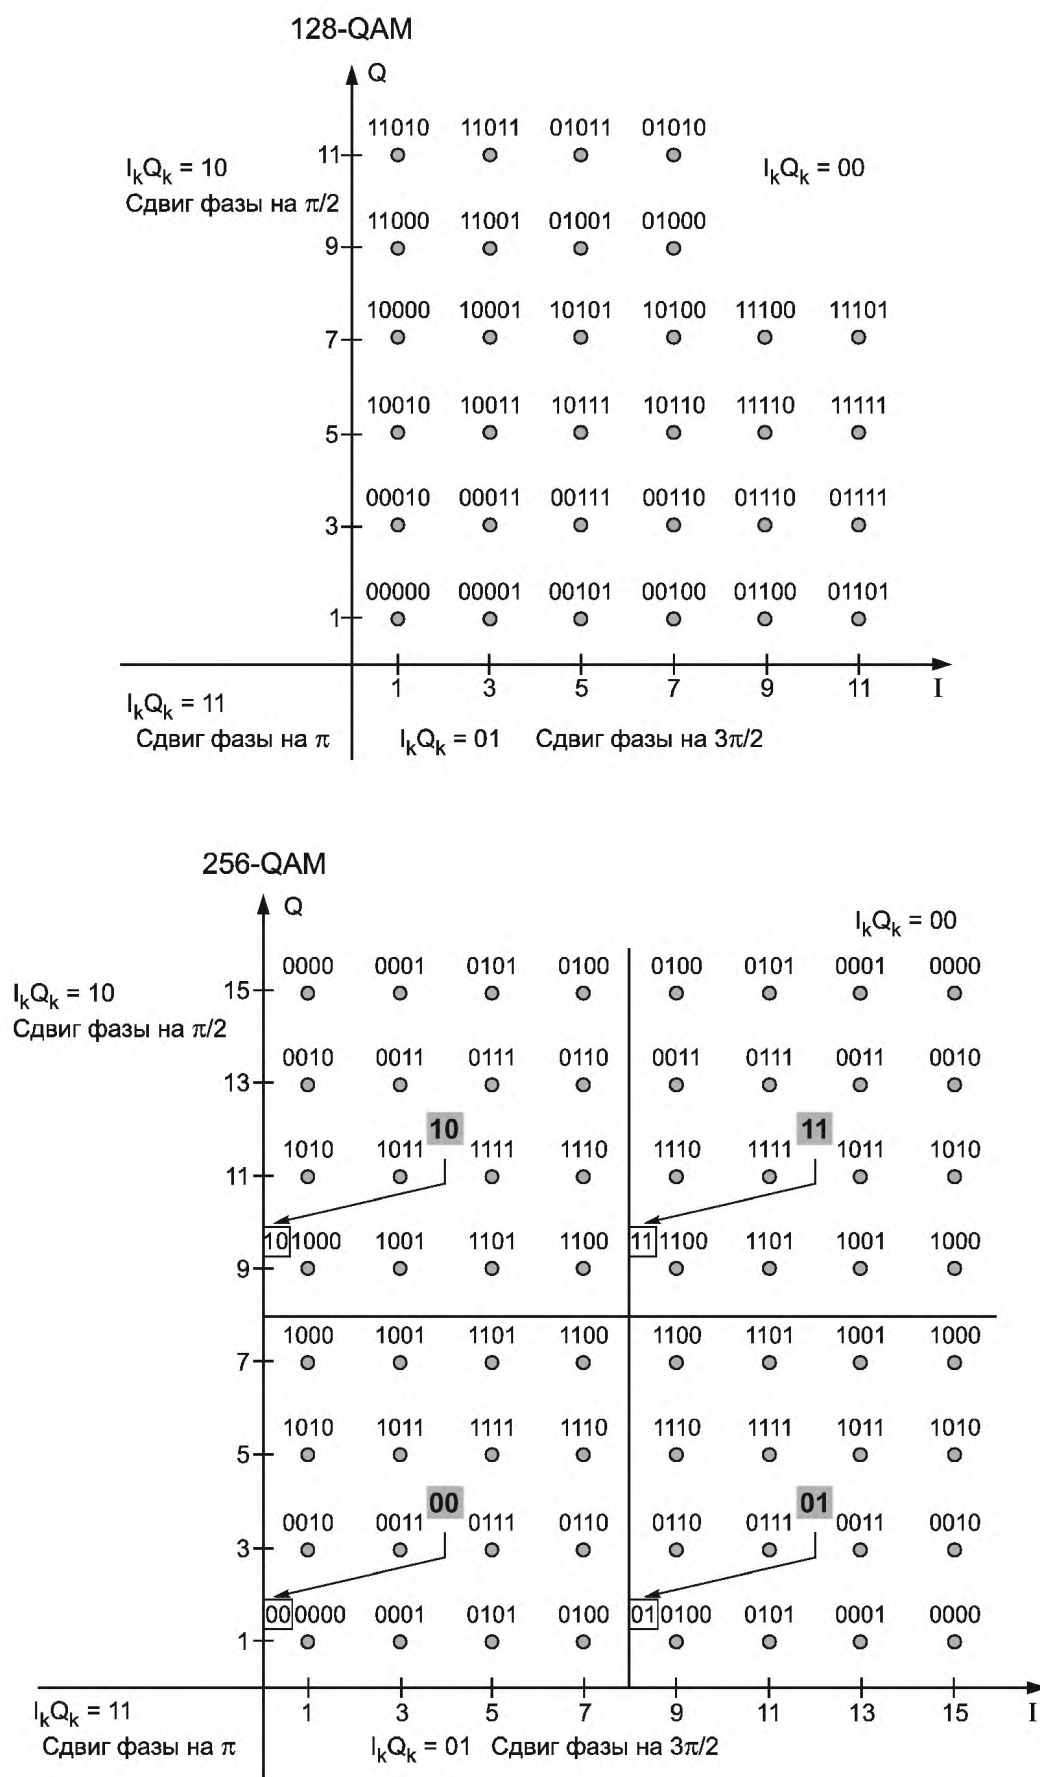 128-QAM
Q
11010 11011 01011 01010
11
I_kQ_k = 10
I_kQ_k = 00
Сдвиг фазы на π/2
11000 11001 01001 01000
9
10000 10001 10101 10100 11100 11101
7
10010 10011 10111 10110 11110 11111
5
00010 00011 00111 00110 01110 01111
3
00000 00001 00101 00100 01100 01101
1
1 3 5 7 9 11 I
I_kQ_k = 11
Сдвиг фазы на π
I_kQ_k = 01 Сдвиг фазы на 3π/2
256-QAM
Q
I_kQ_k = 00
0000 0001 0101 0100 0100 0101 0001 0000
15
I_kQ_k = 10
Сдвиг фазы на π/2
0010 0011 0111 0110 0011 0111 0011 0010
13
10 11
1010 1011 1111 1110 1110 1111 1011 1010
11
10 1000 1001 1101 1100 11 1100 1101 1001 1000
9
1000 1001 1101 1100 1100 1101 1001 1000
7
1010 1011 1111 1110 1110 1111 1011 1010
5
00 01
0010 0011 0111 0110 0110 0111 0011 0010
3
00 0000 0001 0101 0100 01 0100 0101 0001 0000
1
1 3 5 7 9 11 13 15 I
I_kQ_k = 11
Сдвиг фазы на π
I_kQ_k = 01 Сдвиг фазы на 3π/2